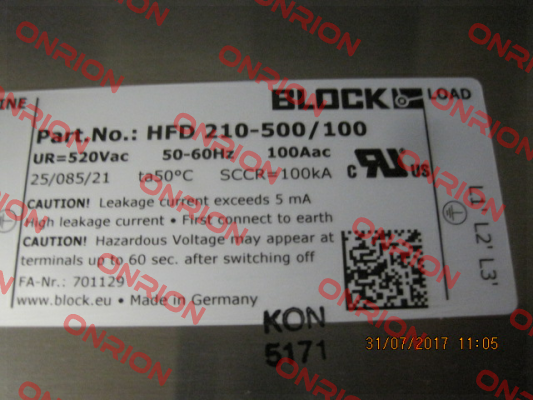 INE
BLOCK
LOAD
Part.No.: HFD 210-500/100
UR=520Vac 50-60Hz 100Aac
25/085/21 ta50°C SCCR=100kA
C US
CAUTION! Leakage current exceeds 5 mA
High leakage current • First connect to earth
CAUTION! Hazardous Voltage may appear at
terminals up to 60 sec. after switching off
FA-Nr.: 701129
www.block.eu • Made in Germany
L1' L2' L3'
KON
5171
31/07/2017 11:05
ONRION